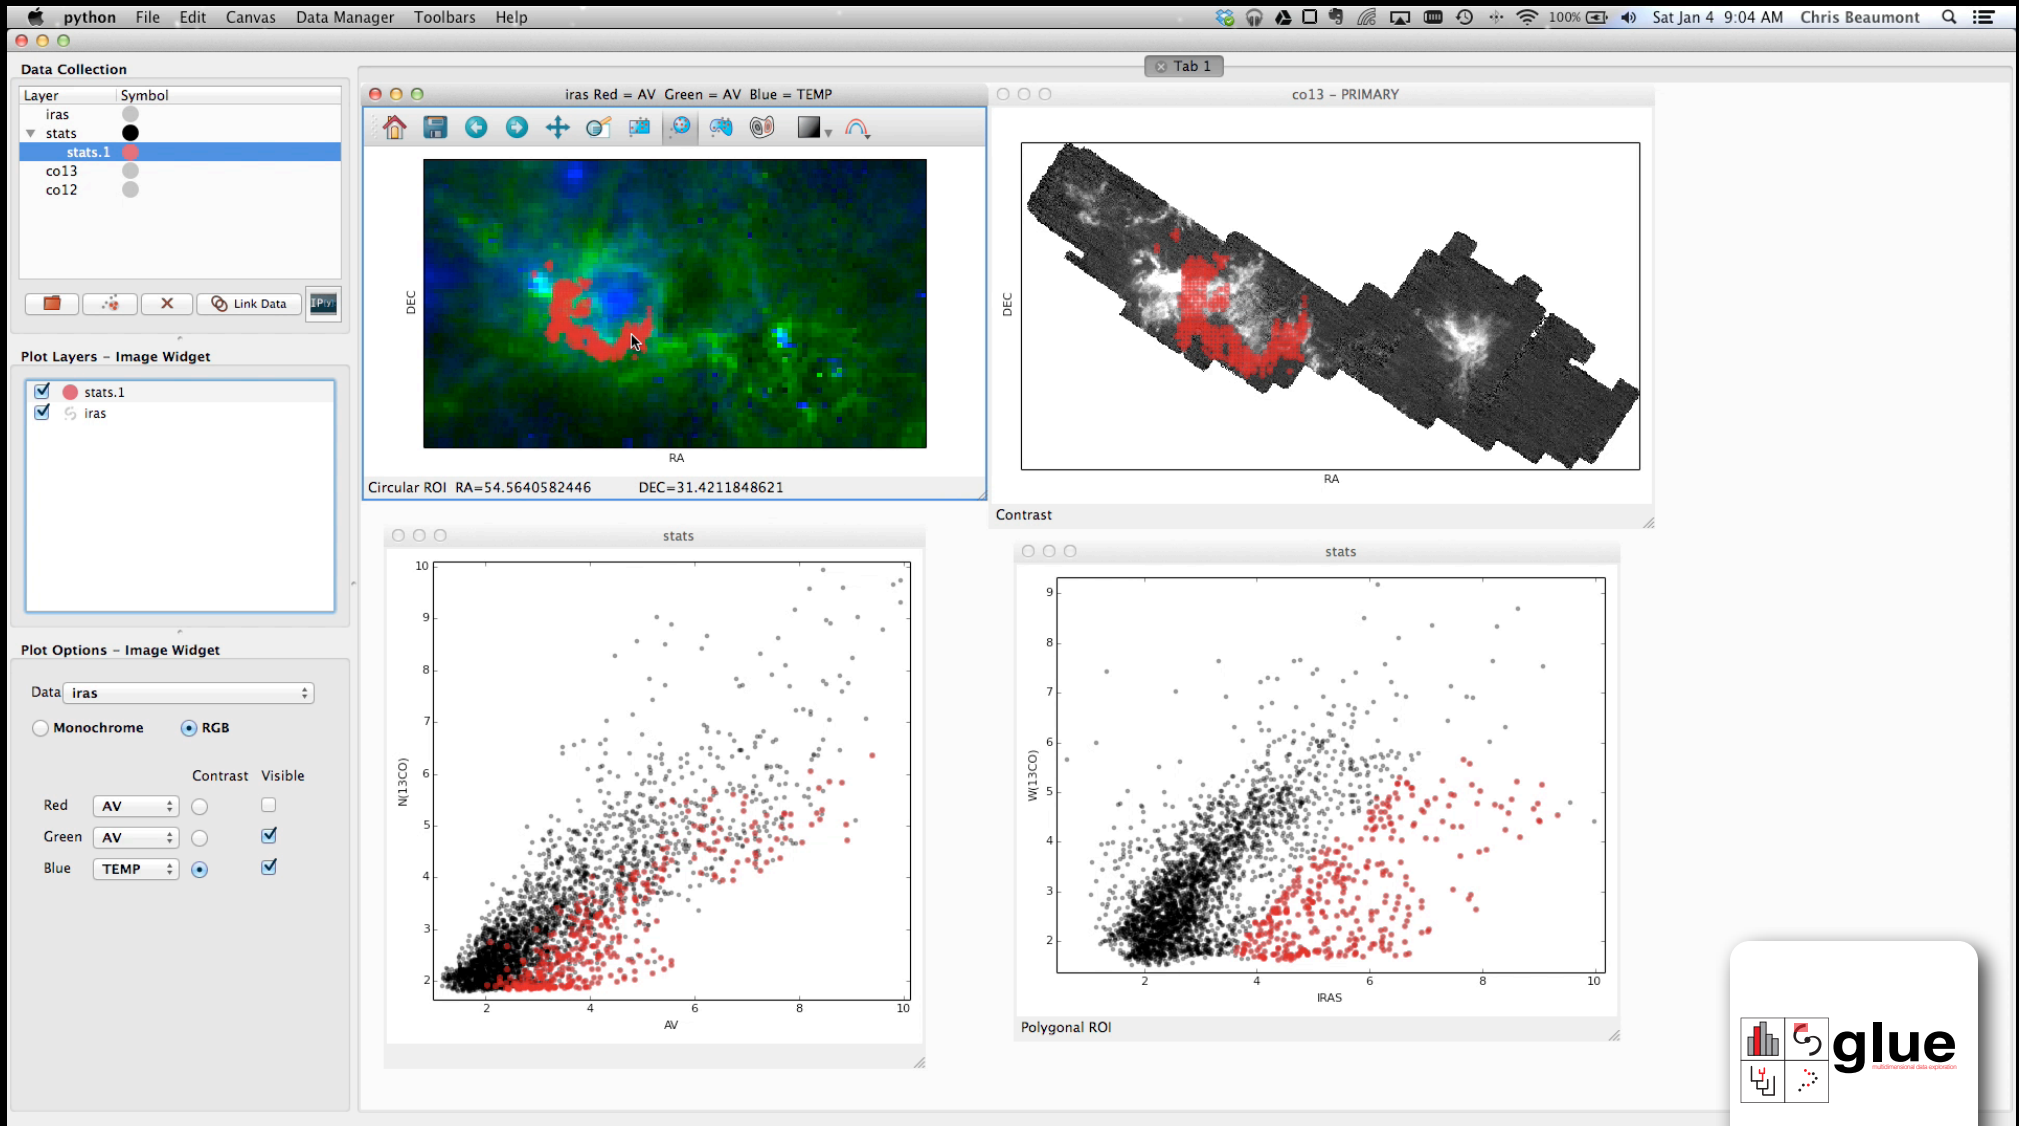 python File Edit Canvas Data Manager Toolbars Help
100% Sat Jan 4 9:04 AM Chris Beaumont
Data Collection
Layer Symbol
iras
stats
stats.1
co13
co12
Link Data
IP[y]:
Plot Layers – Image Widget
stats.1
iras
Plot Options – Image Widget
Data iras
Monochrome RGB
Contrast Visible
Red AV
Green AV
Blue TEMP
Tab 1
iras Red = AV Green = AV Blue = TEMP
DEC
RA
Circular ROI RA=54.5640582446 DEC=31.4211848621
co13 – PRIMARY
DEC
RA
Contrast
stats
10
9
8
7
6
5
4
3
2
N(13CO)
2 4 6 8 10
AV
stats
9
8
7
6
5
4
3
2
W(13CO)
2 4 6 8 10
IRAS
Polygonal ROI
glue
multidimensional data exploration